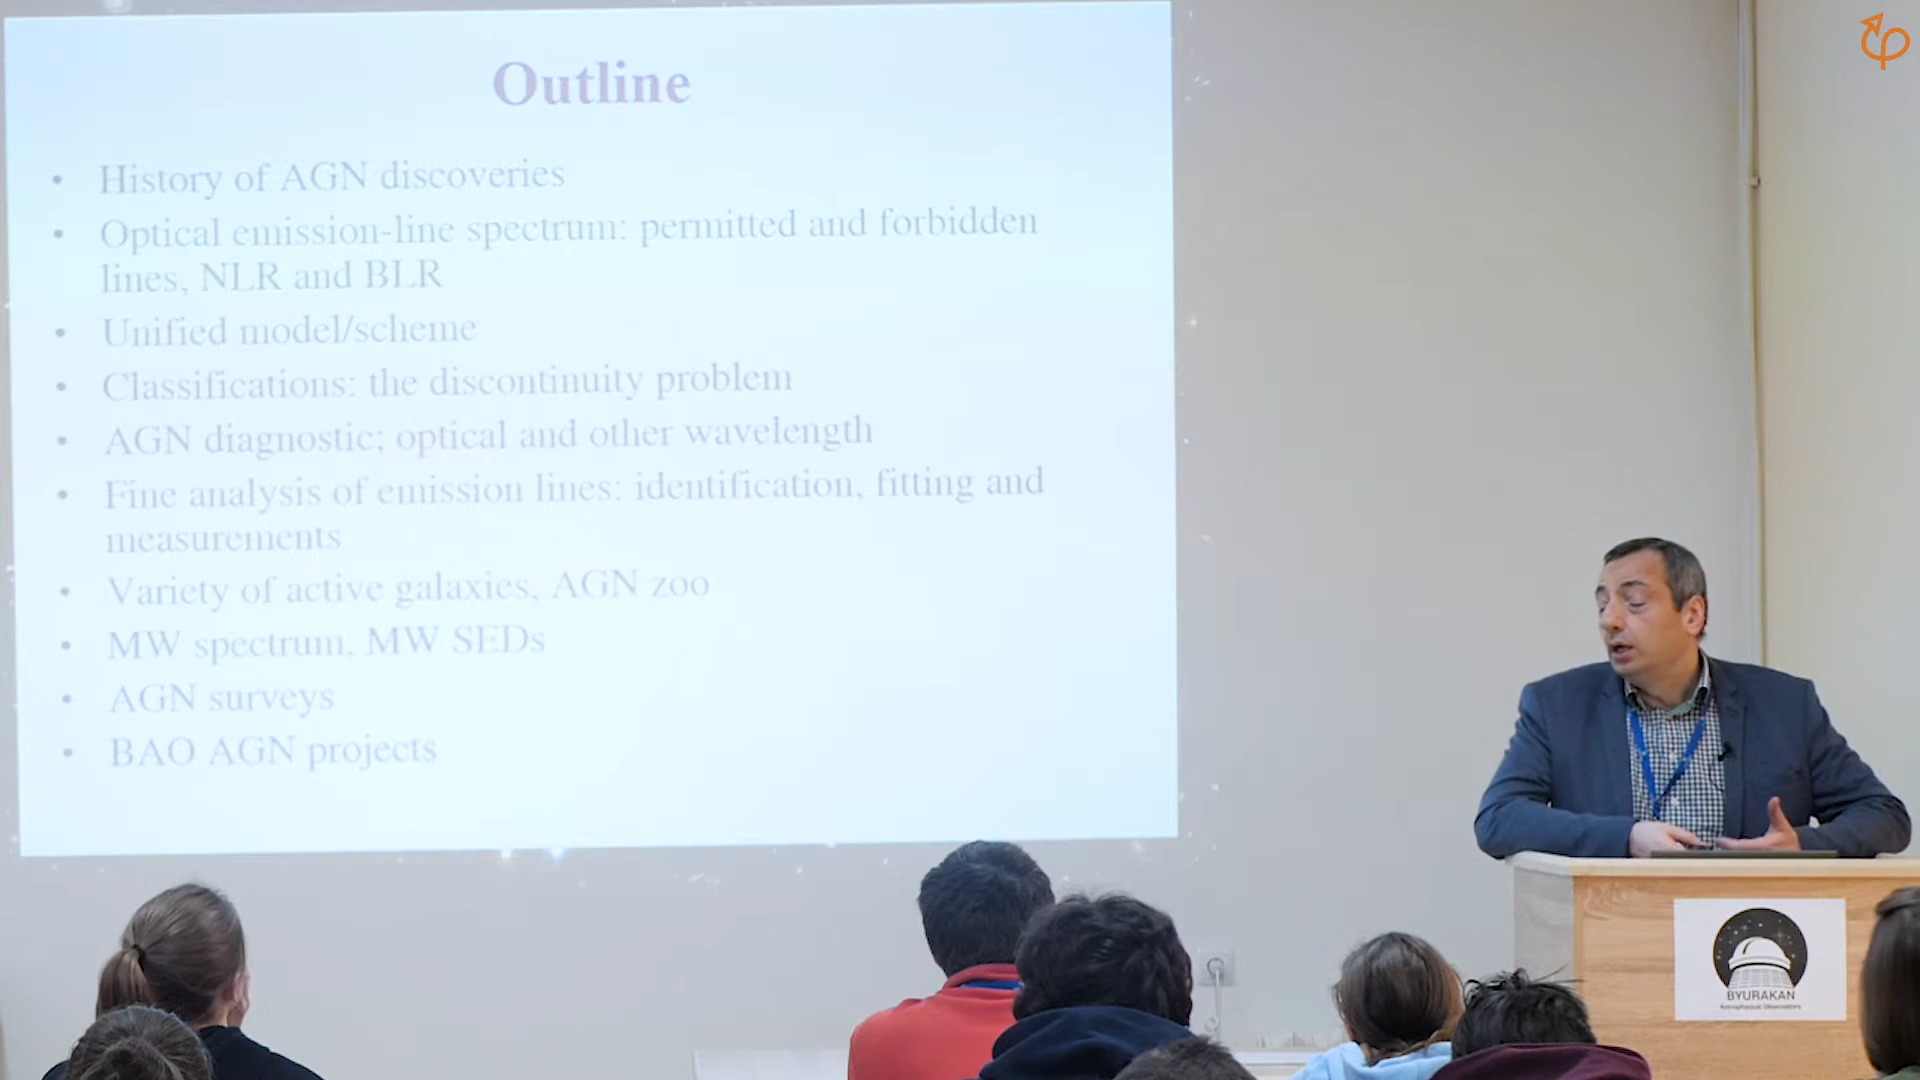 Outline
• History of AGN discoveries
• Optical emission-line spectrum: permitted and forbidden
lines, NLR and BLR
• Unified model/scheme
• Classifications: the discontinuity problem
• AGN diagnostic; optical and other wavelength
• Fine analysis of emission lines: identification, fitting and
measurements
• Variety of active galaxies, AGN zoo
• MW spectrum, MW SEDs
• AGN surveys
• BAO AGN projects
BYURAKAN
Astrophysical Observatory